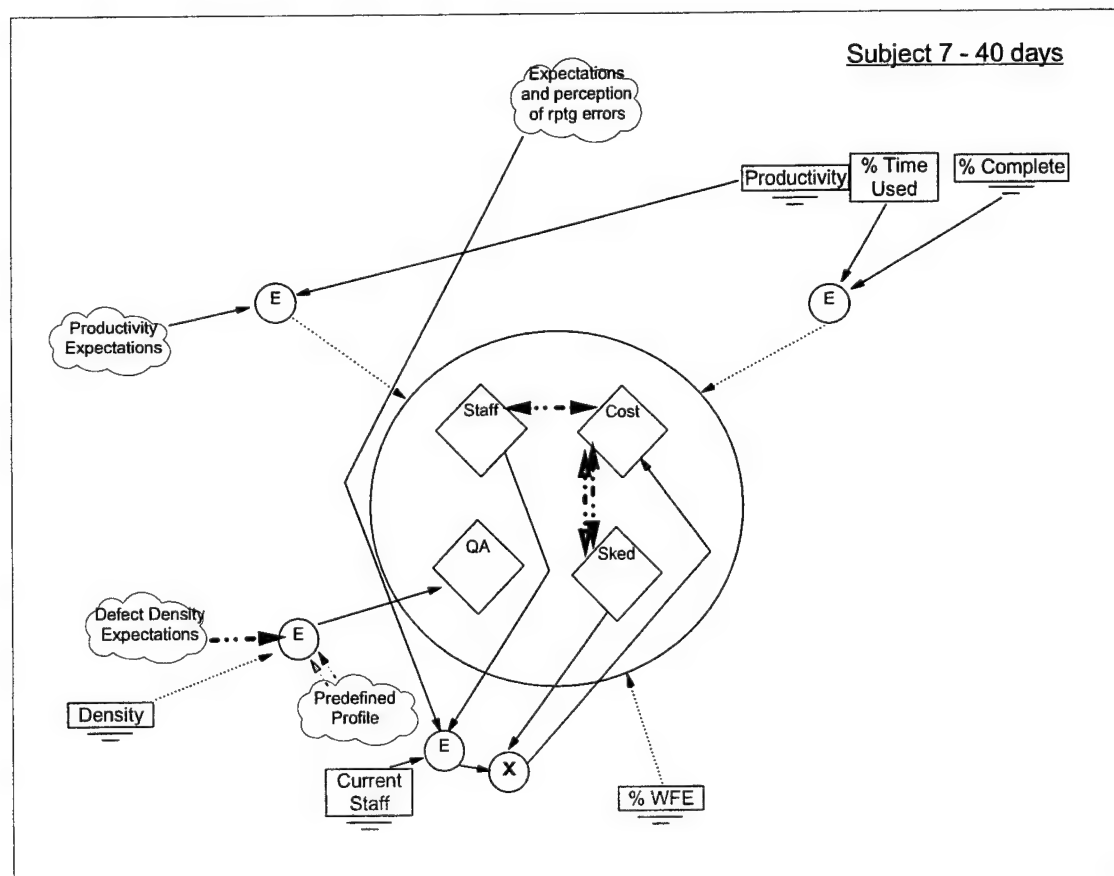 Subject 7 - 40 days
Expectations
and perception
of rptg errors
Productivity
% Time
Used
% Complete
E
E
Productivity
Expectations
Staff
Cost
QA
Sked
Defect Density
Expectations
E
Density
Predefined
Profile
E
X
Current
Staff
% WFE